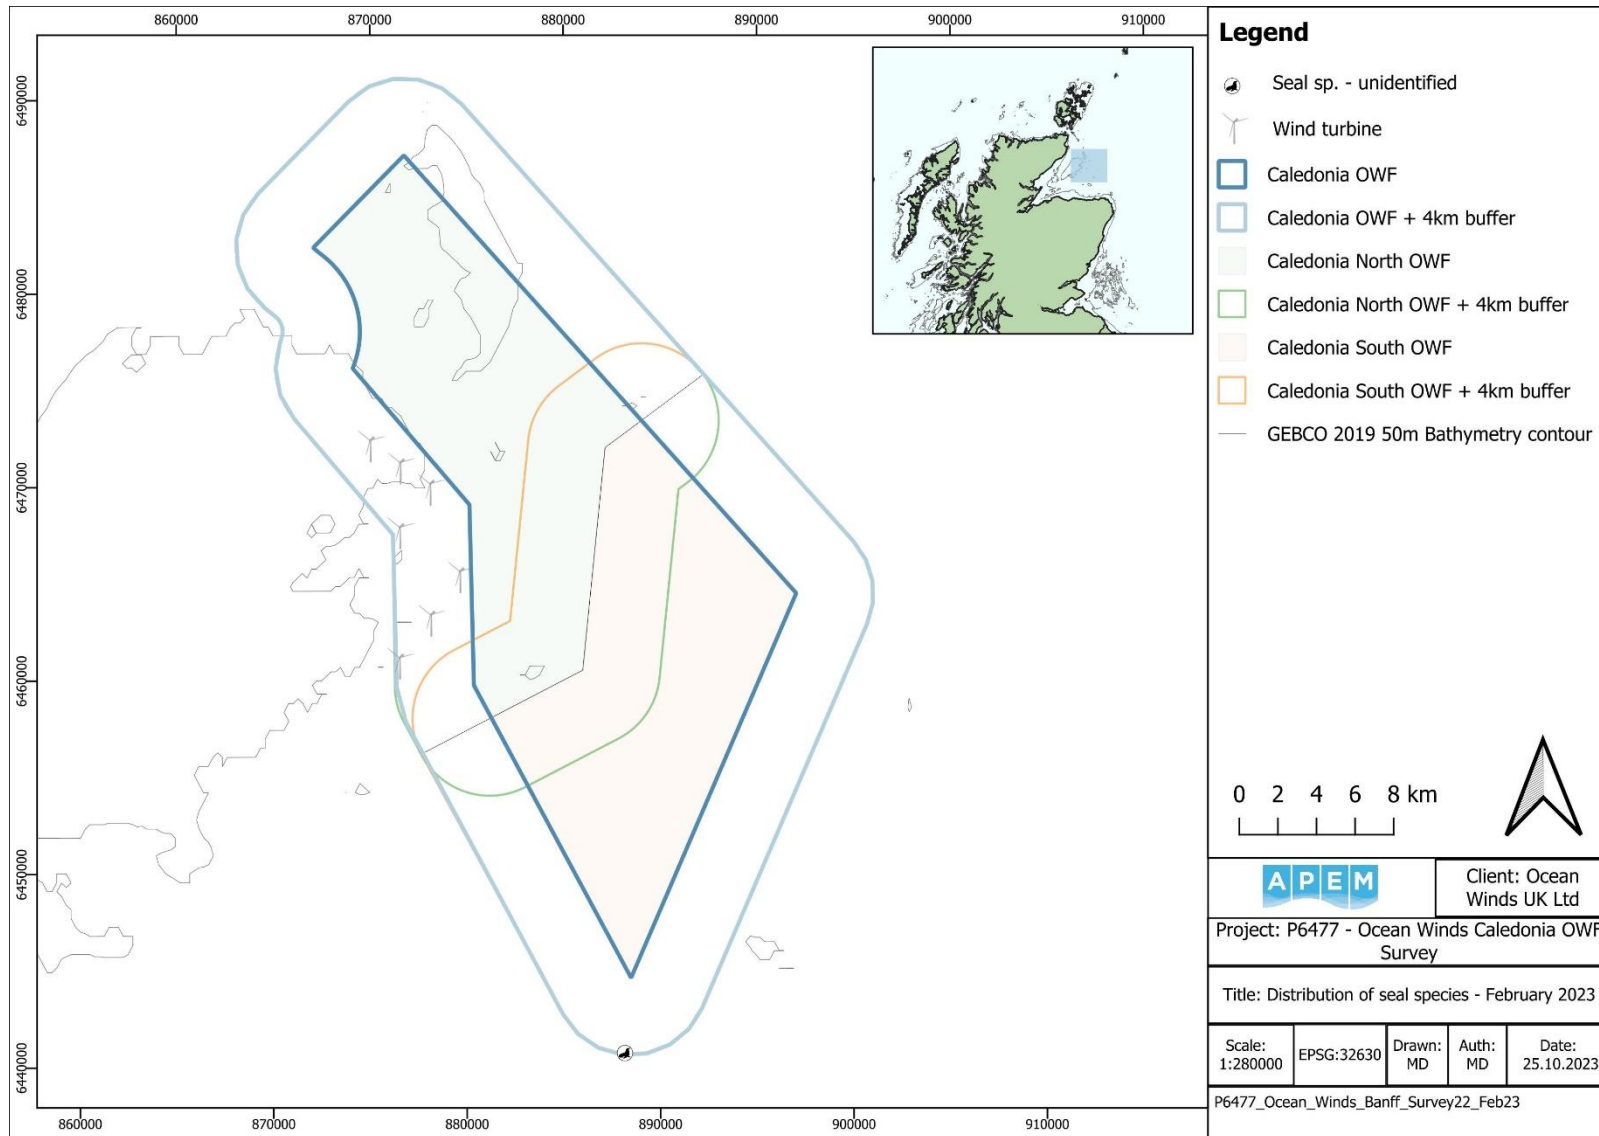 860000 870000 880000 890000 900000 910000
6490000
6480000
6470000
6460000
6450000
6440000
860000 870000 880000 890000 900000 910000
Legend
Seal sp. - unidentified
Wind turbine
Caledonia OWF
Caledonia OWF + 4km buffer
Caledonia North OWF
Caledonia North OWF + 4km buffer
Caledonia South OWF
Caledonia South OWF + 4km buffer
GEBCO 2019 50m Bathymetry contour
0 2 4 6 8 km
APEM
Client: Ocean
Winds UK Ltd
Project: P6477 - Ocean Winds Caledonia OWF
Survey
Title: Distribution of seal species - February 2023
Scale:
1:280000
EPSG:32630
Drawn:
MD
Auth:
MD
Date:
25.10.2023
P6477_Ocean_Winds_Banff_Survey22_Feb23